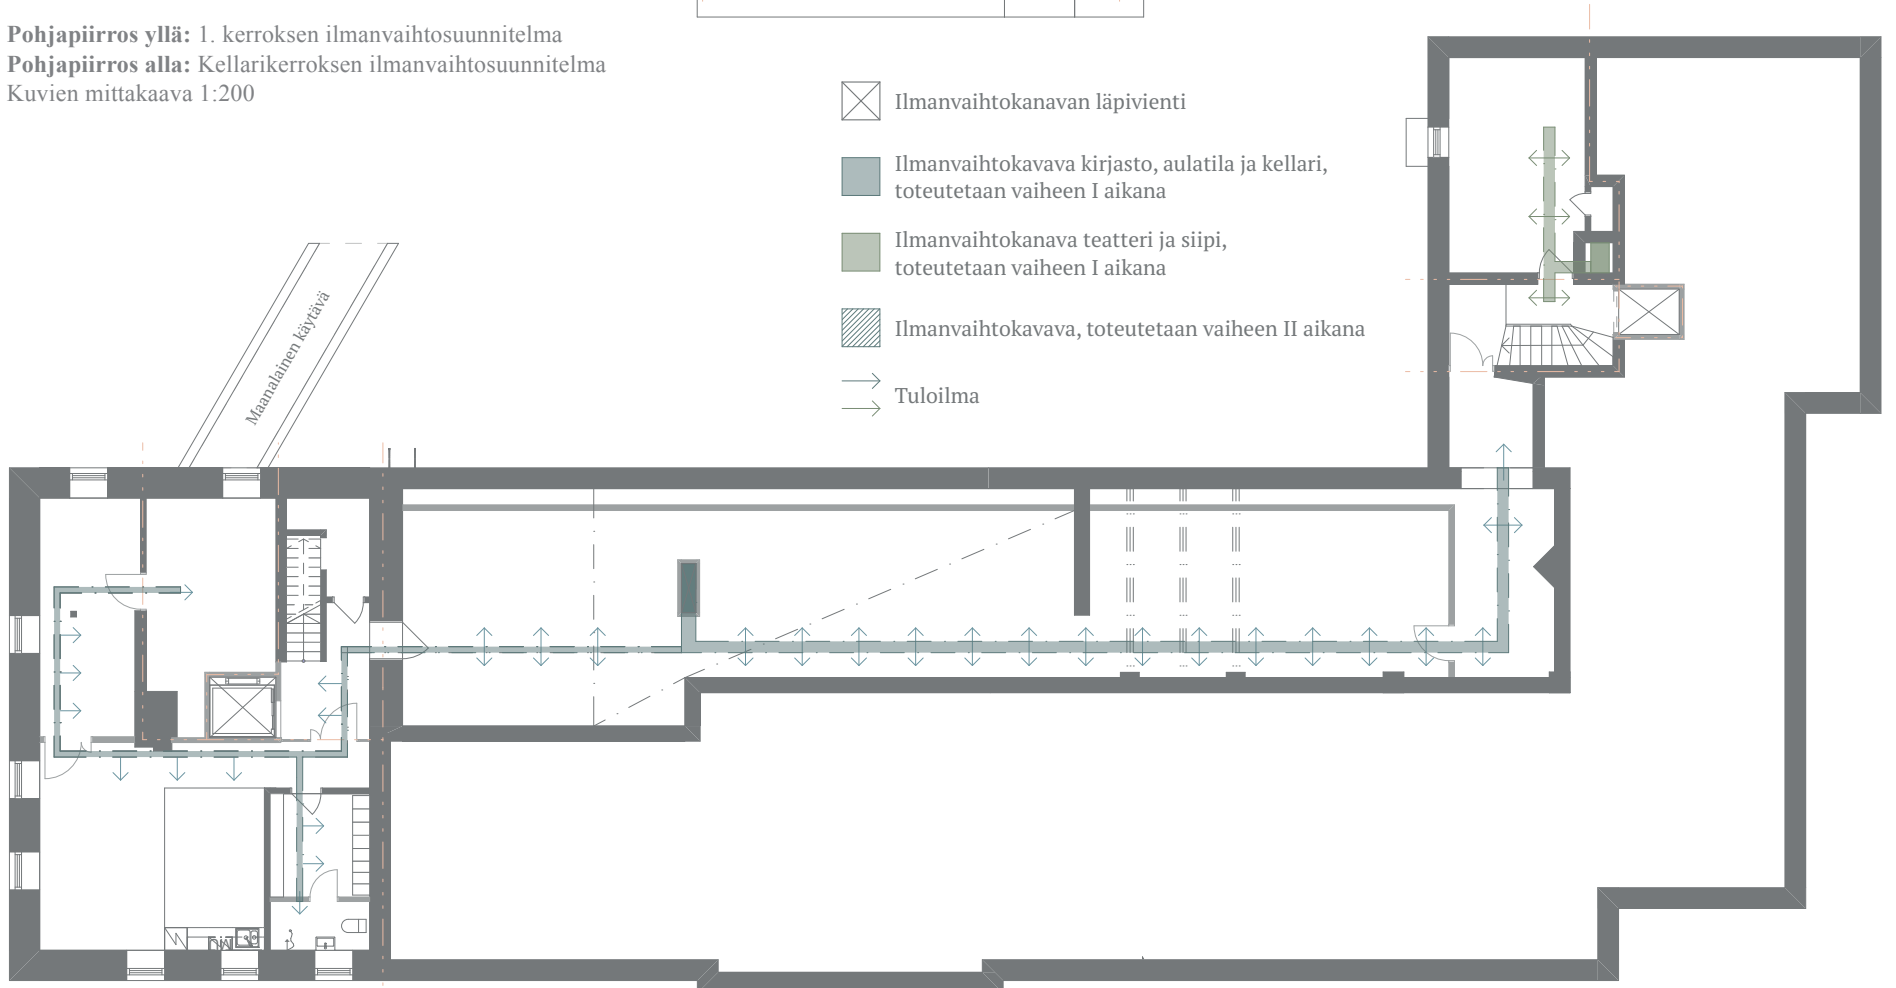 Pohjapiirros yllä: 1. kerroksen ilmanvaihtosuunnitelma
Pohjapiirros alla: Kellarikerroksen ilmanvaihtosuunnitelma
Kuvien mittakaava 1:200
Ilmanvaihtokanavan läpivienti
Ilmanvaihtokavava kirjasto, aulatila ja kellari,
toteutetaan vaiheen I aikana
Ilmanvaihtokanava teatteri ja siipi,
toteutetaan vaiheen I aikana
Ilmanvaihtokavava, toteutetaan vaiheen II aikana
Tuloilma
Maanalainen käytävä